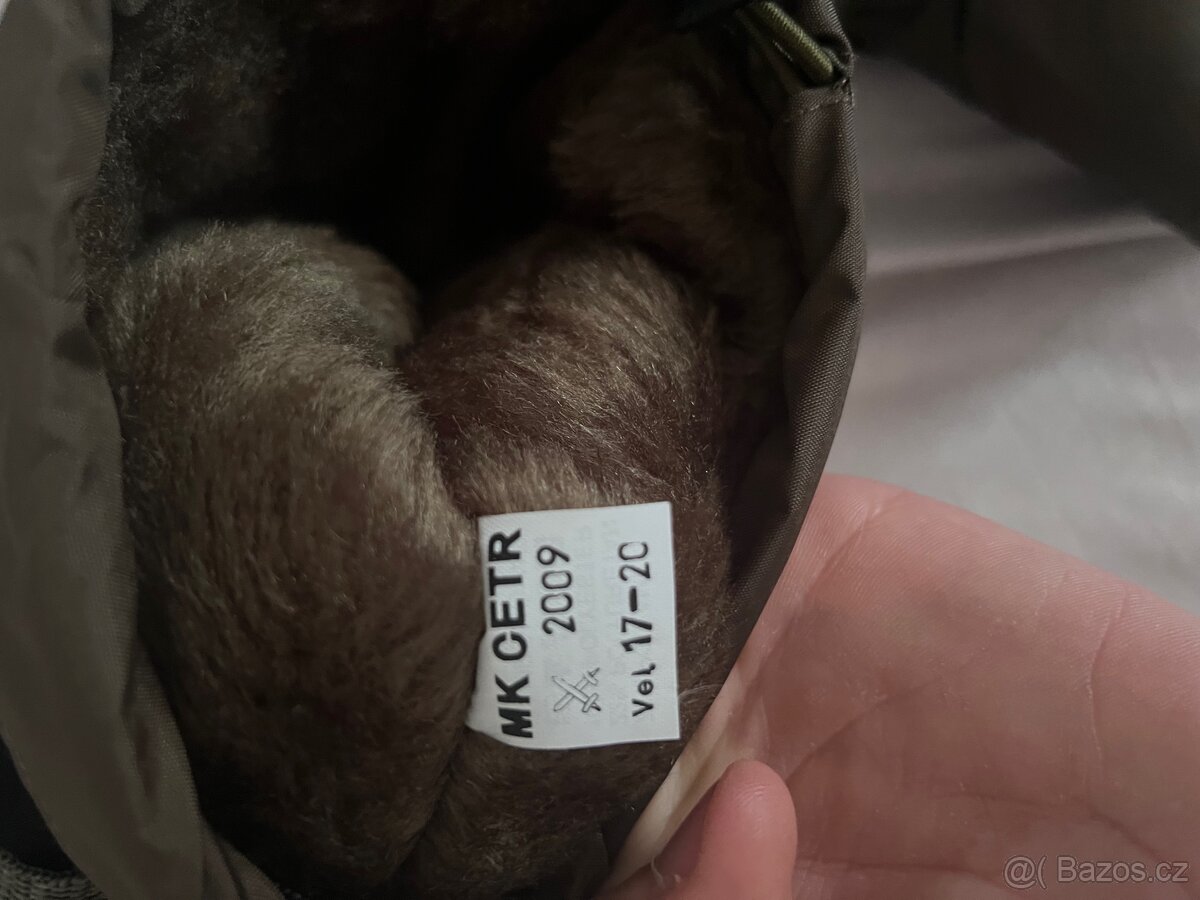 MK CETR
2009
Vel. 17-20
@( Bazos.cz